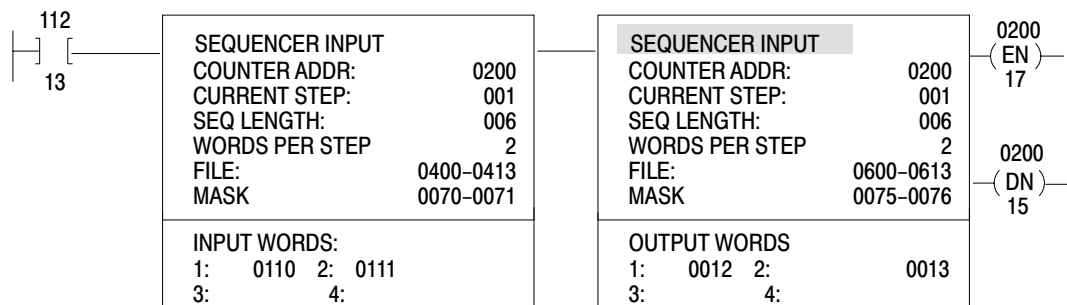 112
13
SEQUENCER INPUT
COUNTER ADDR: 0200
CURRENT STEP: 001
SEQ LENGTH: 006
WORDS PER STEP 2
FILE: 0400–0413
MASK 0070–0071
INPUT WORDS:
1: 0110 2: 0111
3: 4:
SEQUENCER INPUT
COUNTER ADDR: 0200
CURRENT STEP: 001
SEQ LENGTH: 006
WORDS PER STEP 2
FILE: 0600–0613
MASK 0075–0076
OUTPUT WORDS
1: 0012 2: 0013
3: 4:
0200
EN
17
0200
DN
15